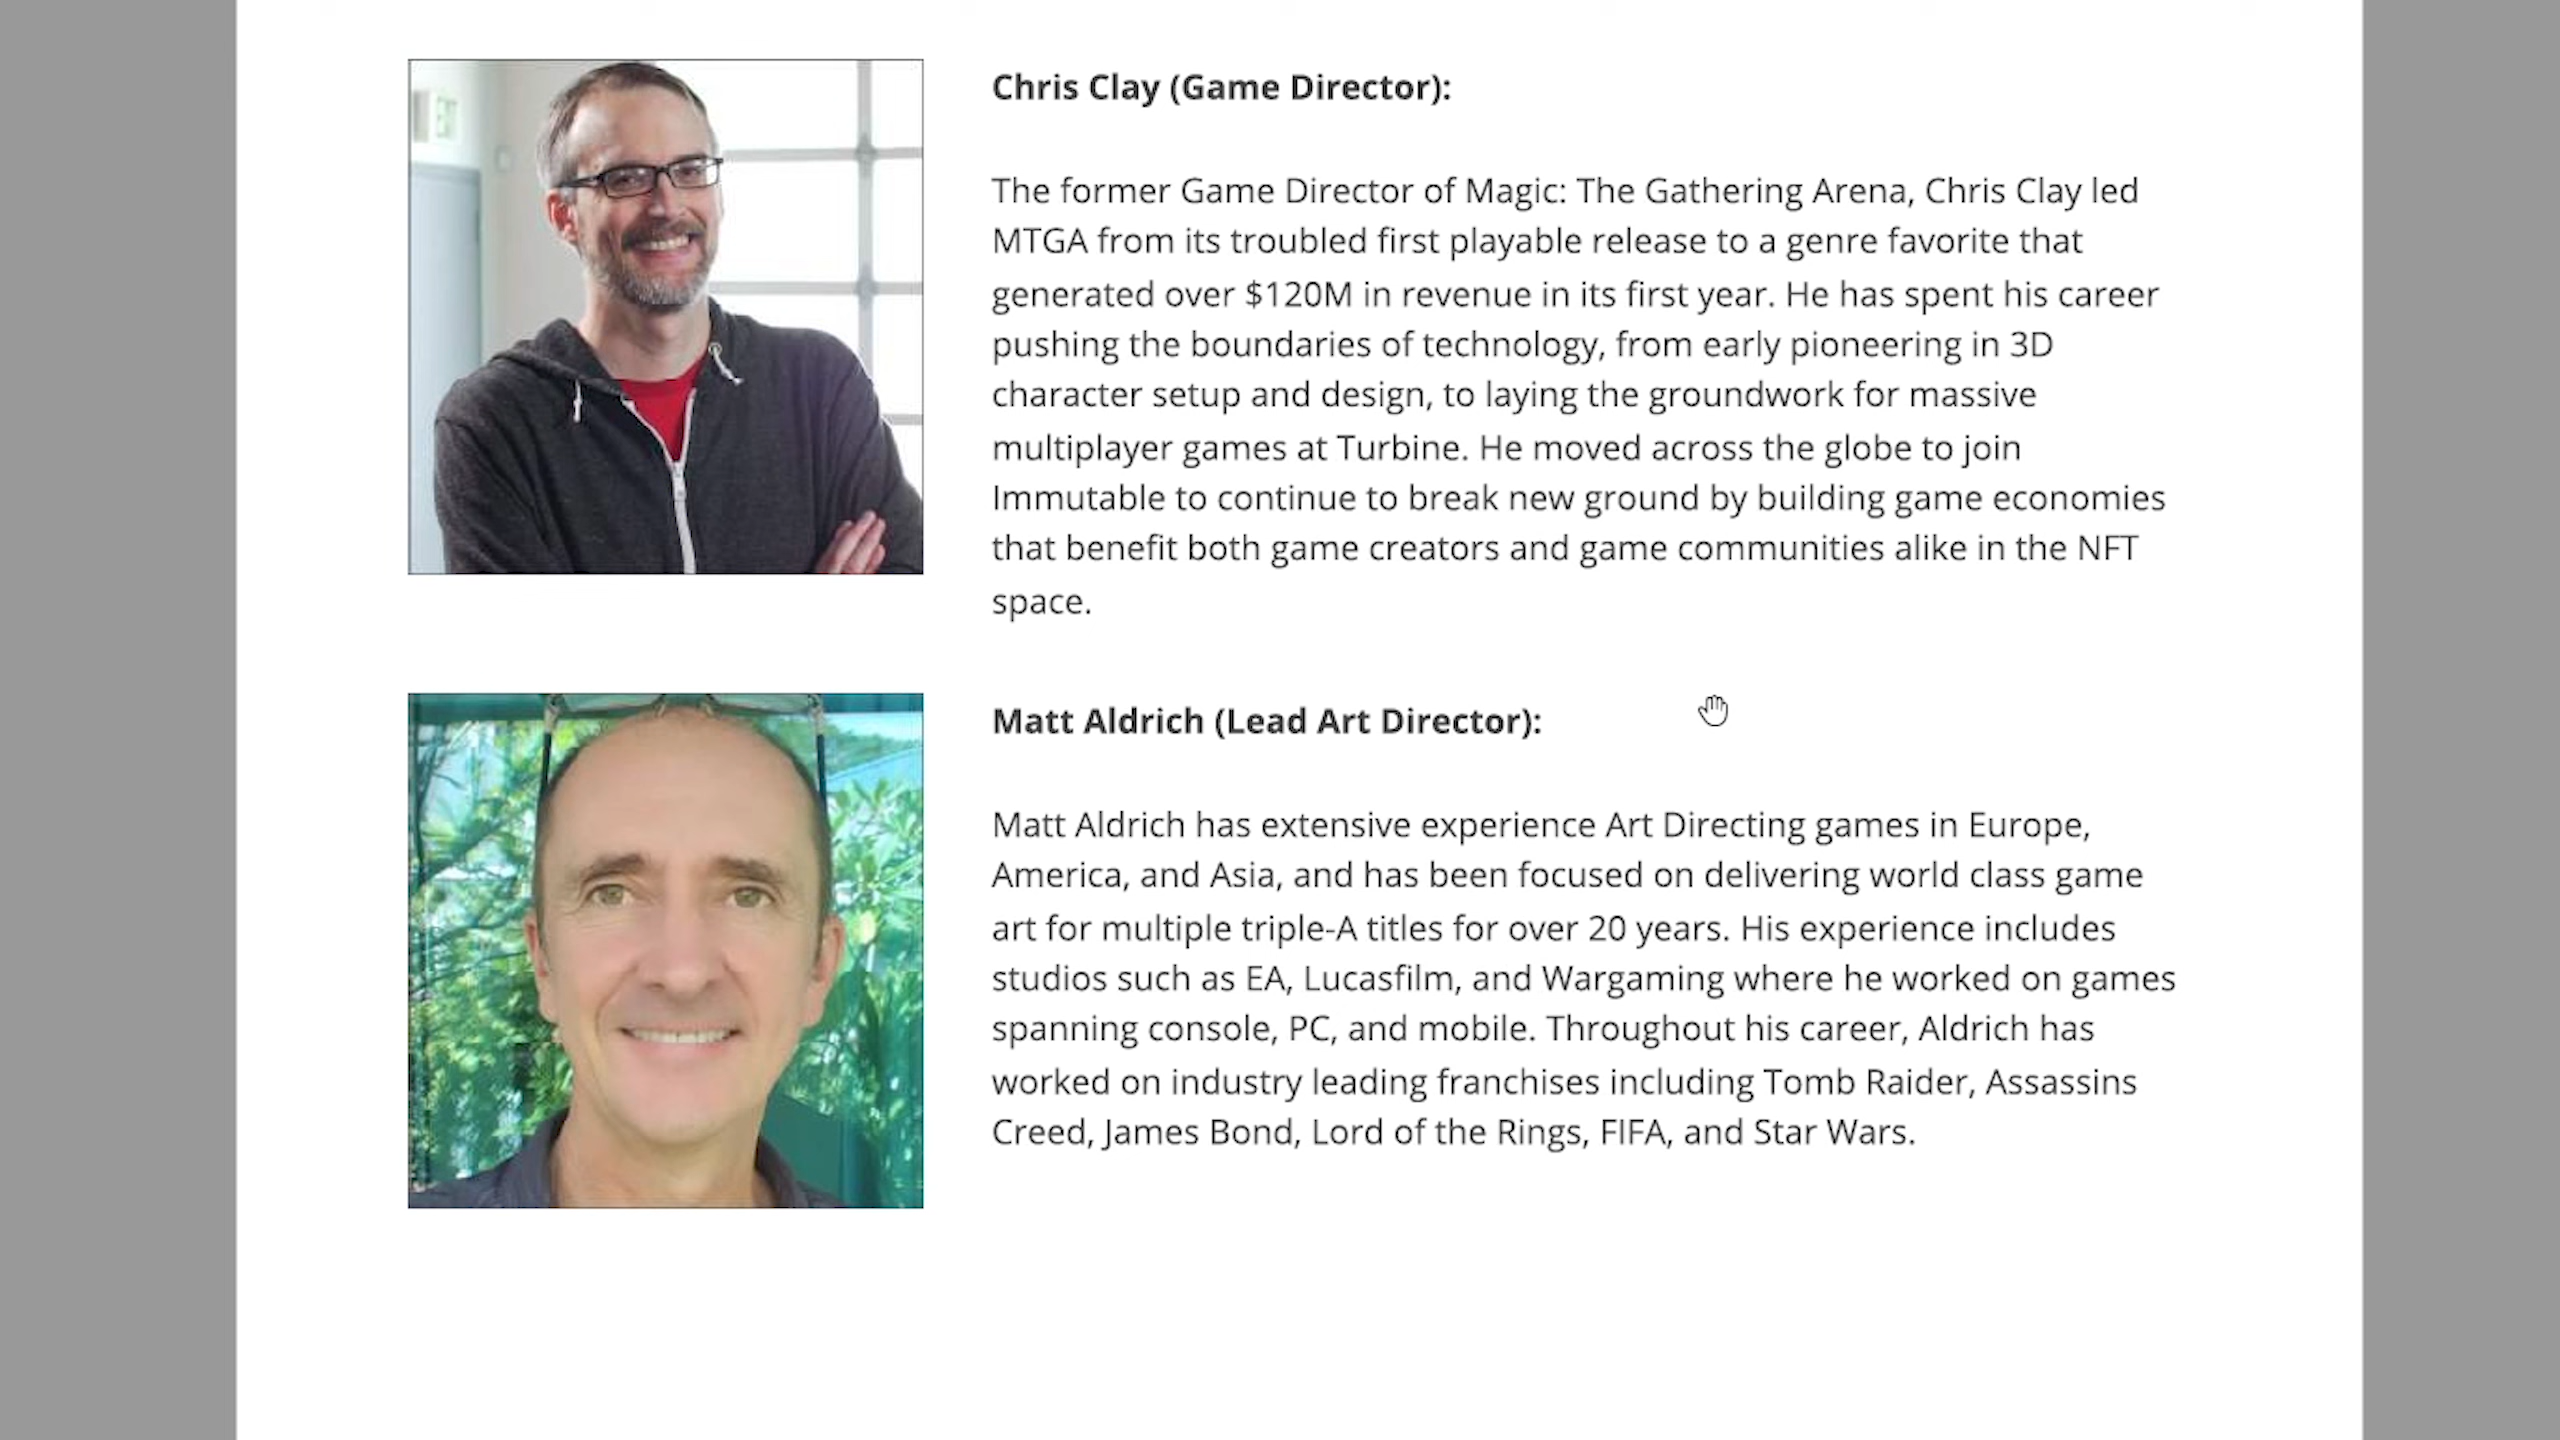 Chris Clay (Game Director):
The former Game Director of Magic: The Gathering Arena, Chris Clay led
MTGA from its troubled first playable release to a genre favorite that
generated over $120M in revenue in its first year. He has spent his career
pushing the boundaries of technology, from early pioneering in 3D
character setup and design, to laying the groundwork for massive
multiplayer games at Turbine. He moved across the globe to join
Immutable to continue to break new ground by building game economies
that benefit both game creators and game communities alike in the NFT
space.
Matt Aldrich (Lead Art Director):
Matt Aldrich has extensive experience Art Directing games in Europe,
America, and Asia, and has been focused on delivering world class game
art for multiple triple-A titles for over 20 years. His experience includes
studios such as EA, Lucasfilm, and Wargaming where he worked on games
spanning console, PC, and mobile. Throughout his career, Aldrich has
worked on industry leading franchises including Tomb Raider, Assassins
Creed, James Bond, Lord of the Rings, FIFA, and Star Wars.